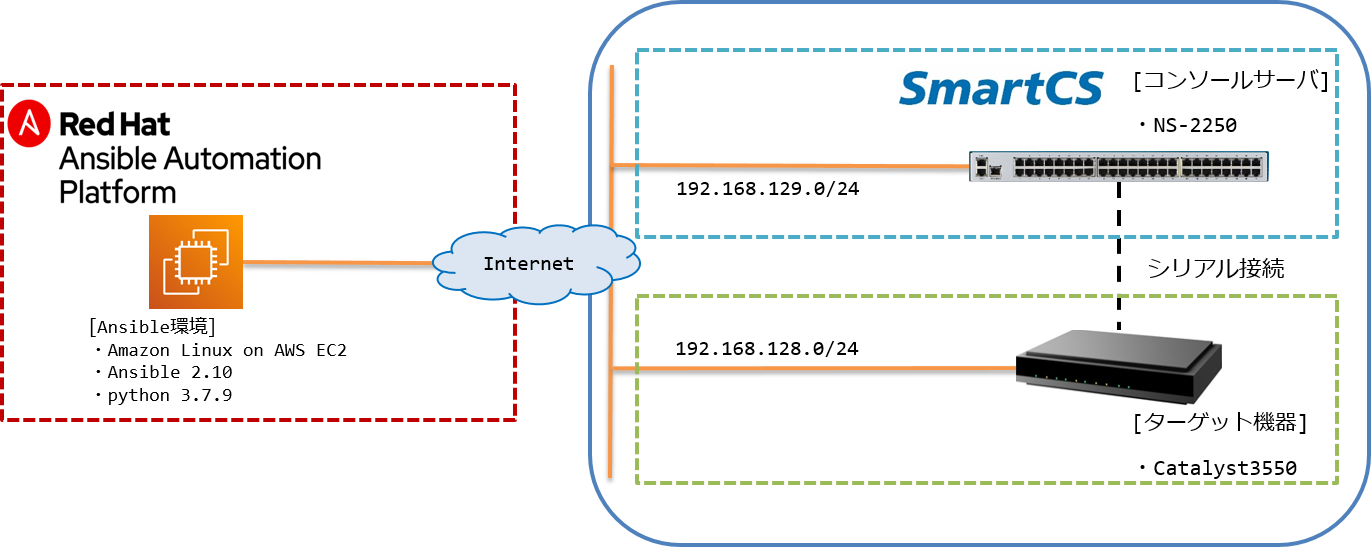 Red Hat
Ansible Automation
Platform
[Ansible環境]
・Amazon Linux on AWS EC2
・Ansible 2.10
・python 3.7.9
Internet
SmartCS
[コンソールサーバ]
・NS-2250
192.168.129.0/24
シリアル接続
192.168.128.0/24
[ターゲット機器]
・Catalyst3550